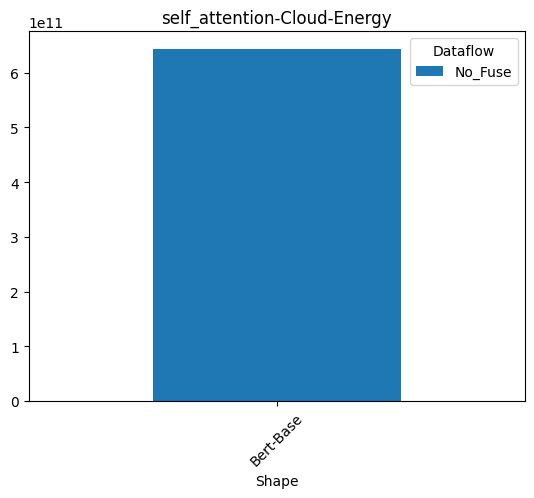 self_attention-Cloud-Energy
1e11
Dataflow
No_Fuse
6
5
4
3
2
1
0
Bert-Base
Shape